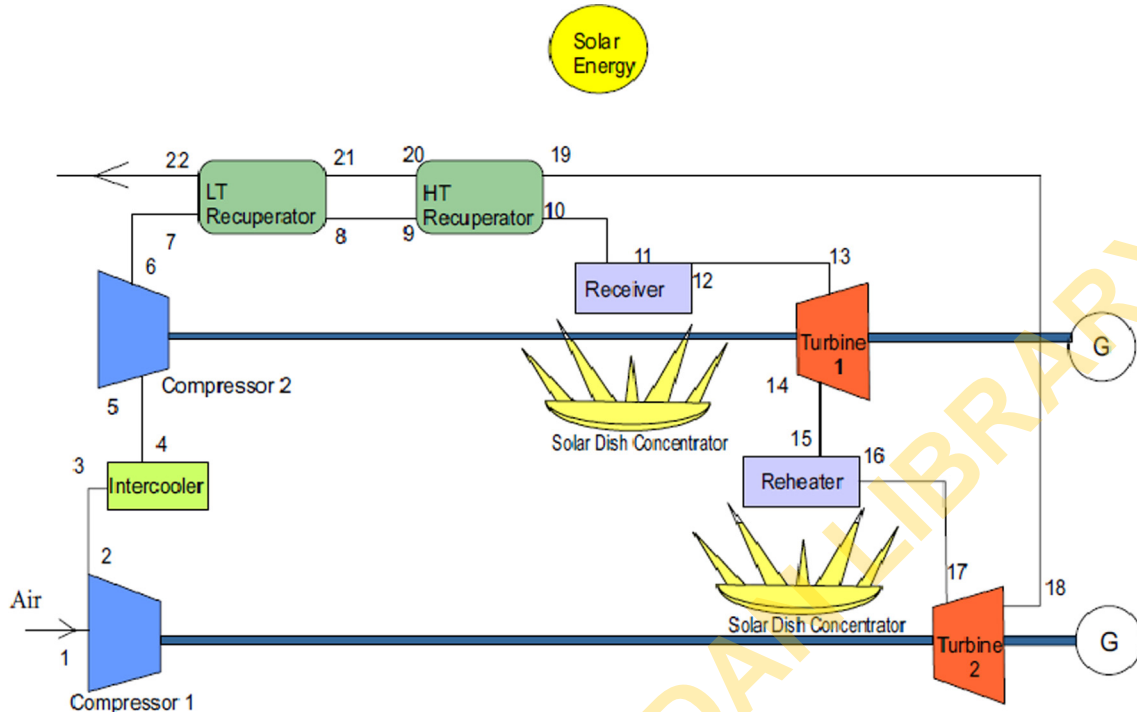 Solar
Energy
22
21
20
19
LT
Recuperator
HT
Recuperator
10
7
8
9
6
11
13
Receiver
12
Turbine
1
G
Compressor 2
14
5
Solar Dish Concentrator
4
15
16
3
Intercooler
Reheater
2
17
18
Air
Solar Dish Concentrator
1
Turbine
2
G
Compressor 1
DAN LIBRARY